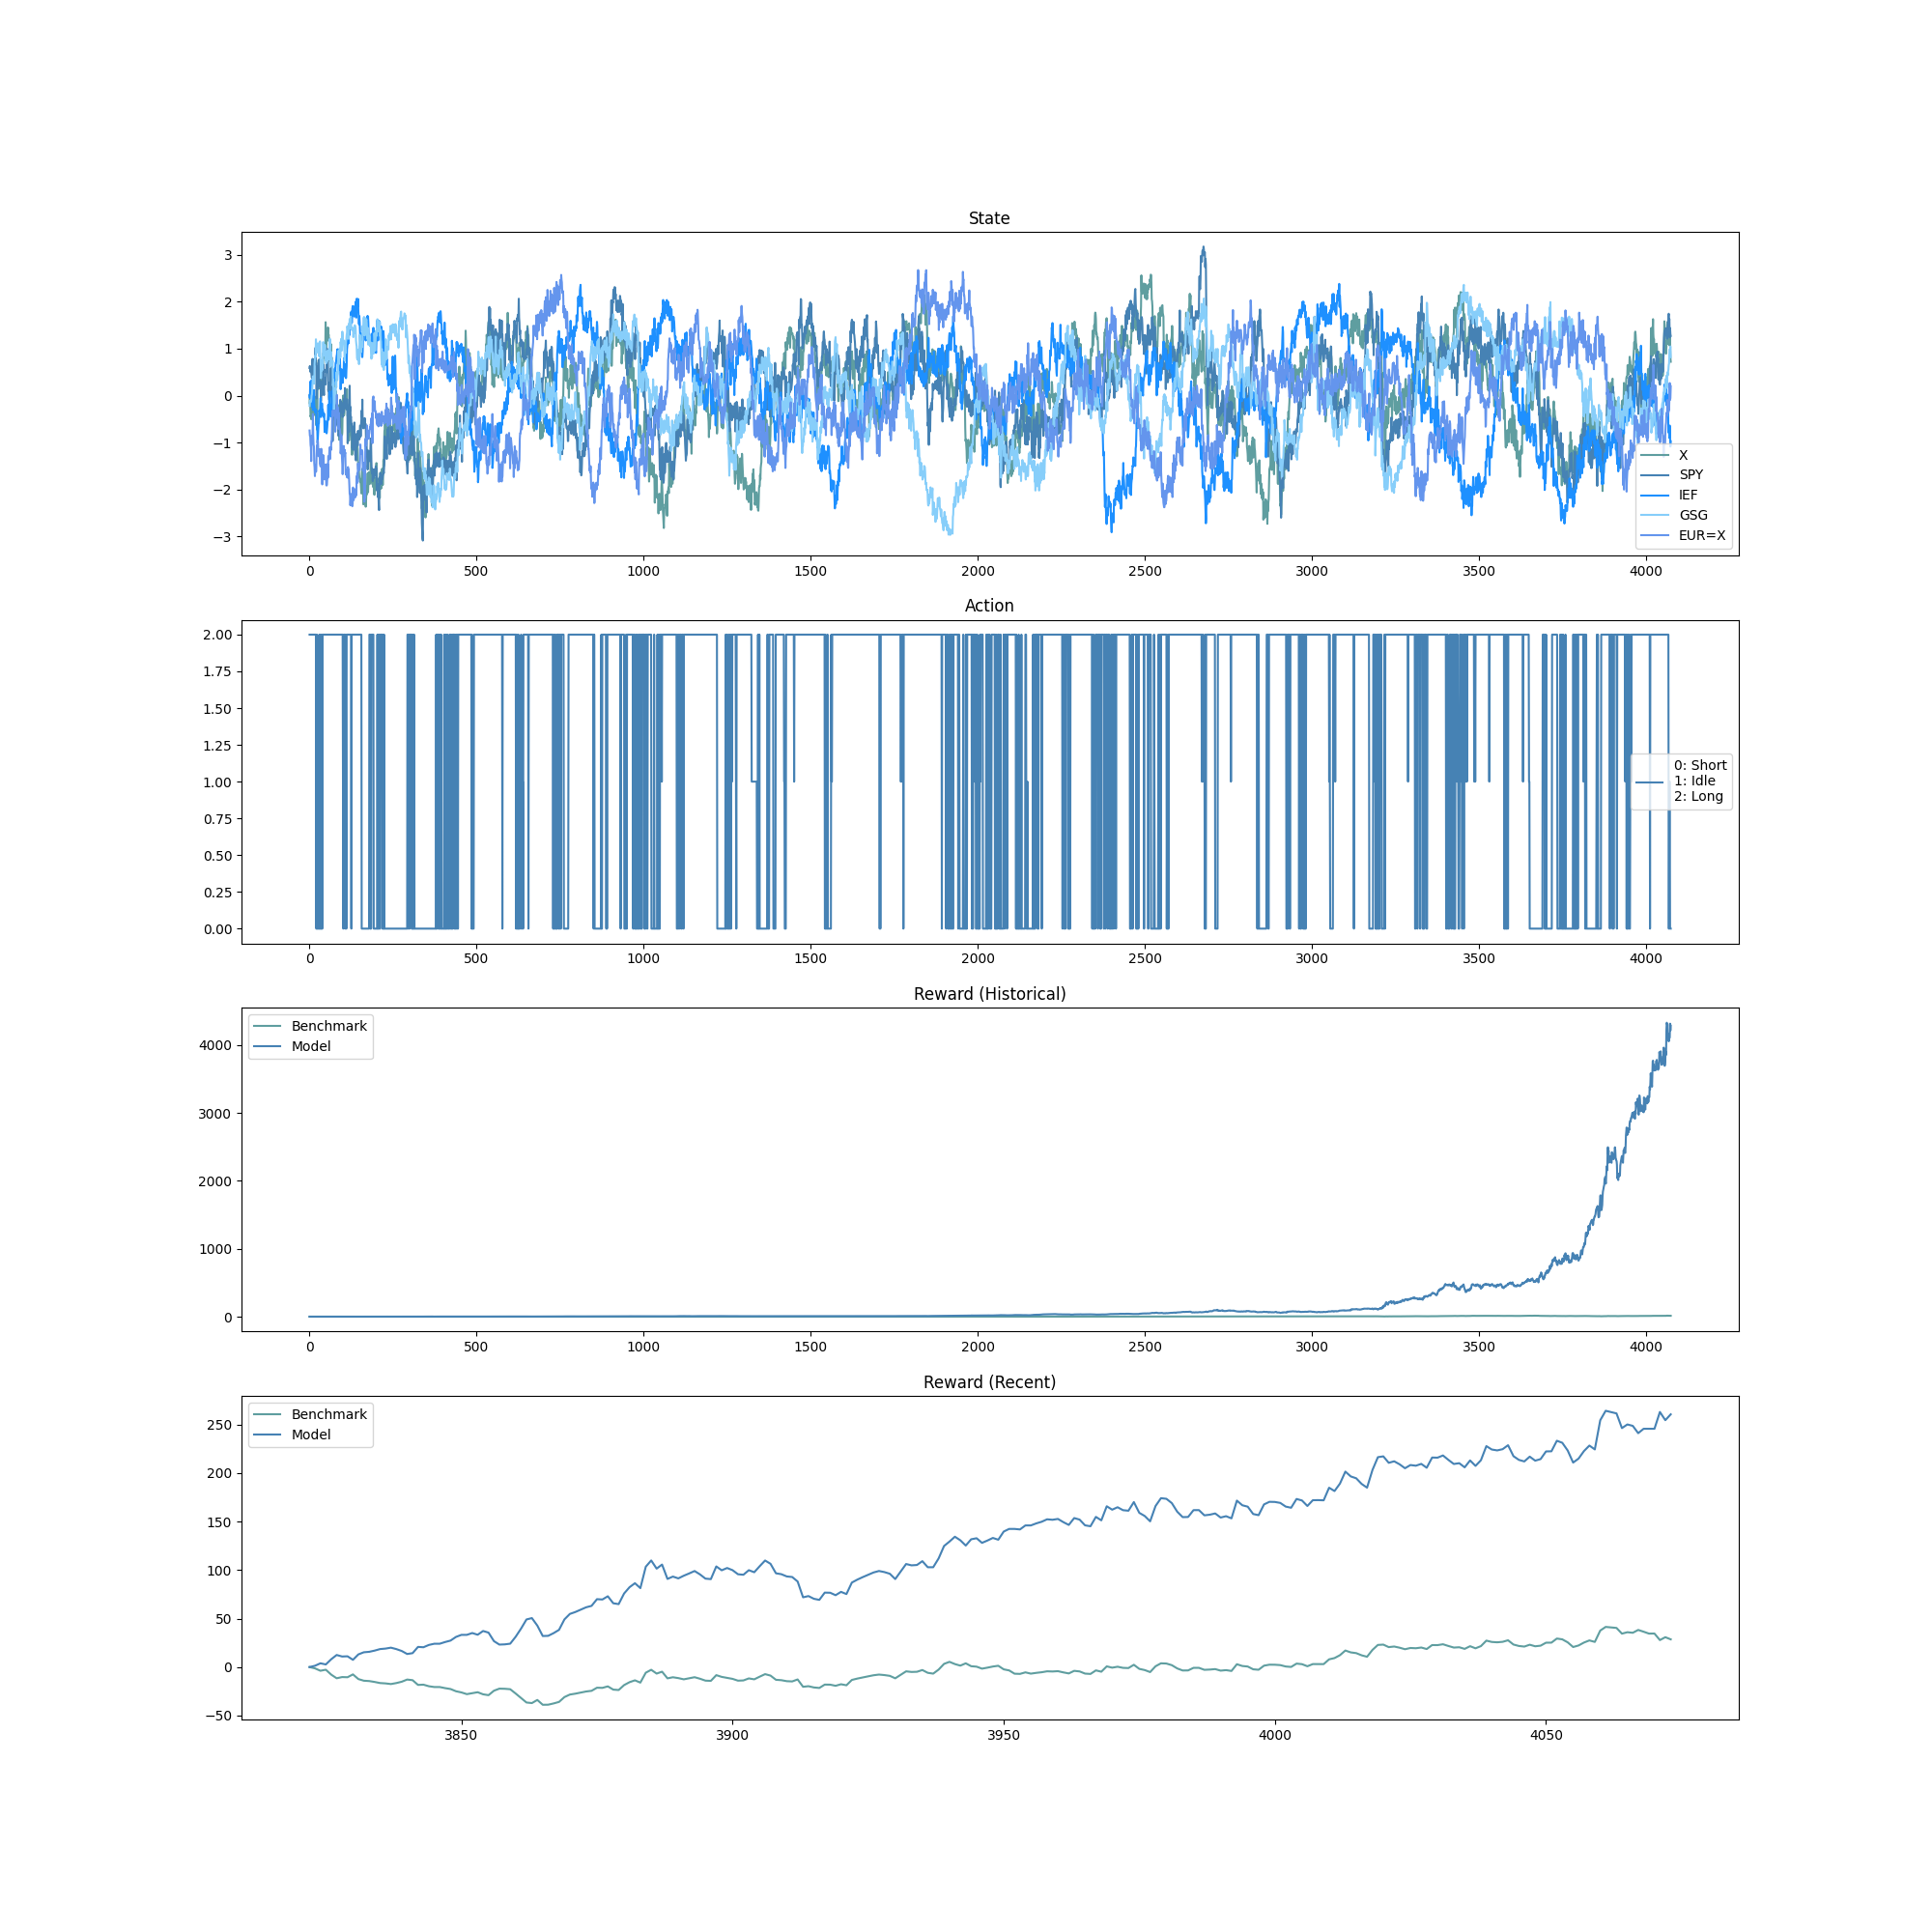 State
3
2
1
0
−1
−2
−3
X
SPY
IEF
GSG
EUR=X
0 500 1000 1500 2000 2500 3000 3500 4000
Action
2.00
1.75
1.50
1.25
1.00
0.75
0.50
0.25
0.00
0: Short
1: Idle
2: Long
0 500 1000 1500 2000 2500 3000 3500 4000
Reward (Historical)
Benchmark
Model
4000
3000
2000
1000
0
0 500 1000 1500 2000 2500 3000 3500 4000
Reward (Recent)
Benchmark
Model
250
200
150
100
50
0
−50
3850 3900 3950 4000 4050